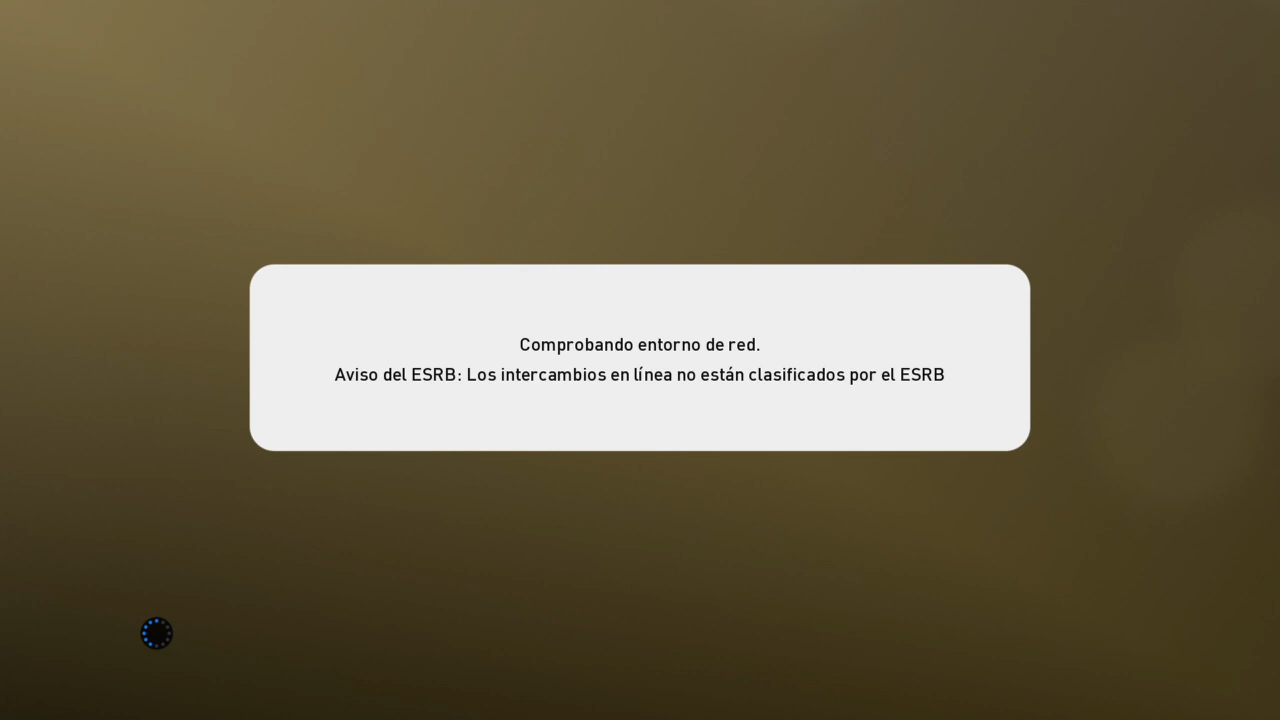 Comprobando entorno de red.
Aviso del ESRB: Los intercambios en línea no están clasificados por el ESRB